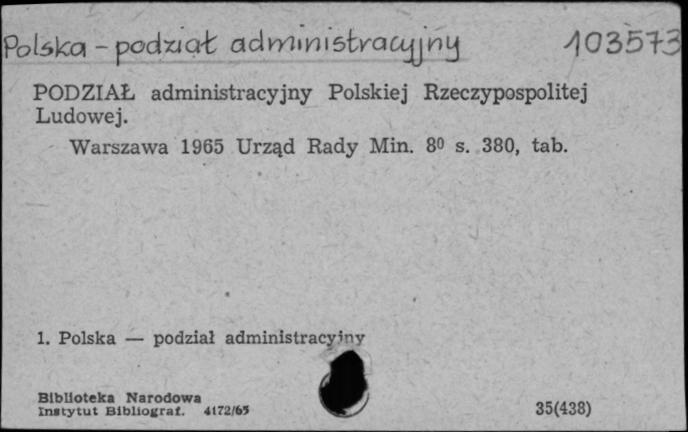 Polska - podział administracyjny 103573
PODZIAŁ administracyjny Polskiej Rzeczypospolitej
Ludowej.
Warszawa 1965 Urząd Rady Min. 8⁰ s. 380, tab.
1. Polska — podział administracyjny
Biblioteka Narodowa
Instytut Bibliograf. 4172/65
35(438)